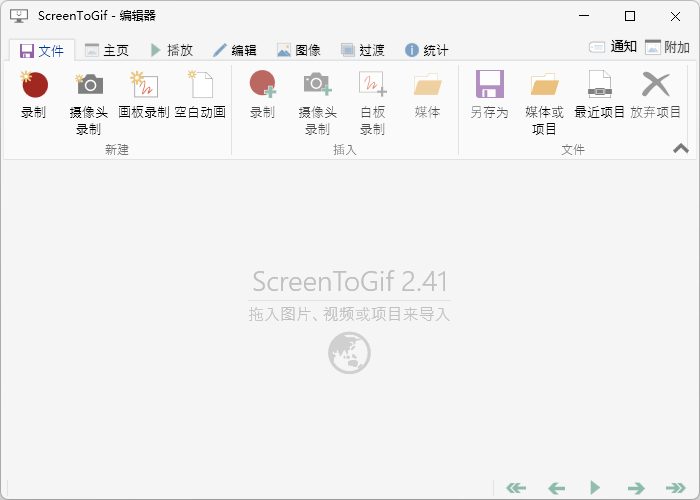 ScreenToGif - 编辑器
文件 主页 播放 编辑 图像 过渡 统计 通知 附加
录制 摄像头 画板录制 空白动画 录制 摄像头 白板 媒体 另存为 媒体或 最近项目 放弃项目
录制 录制 录制 项目
新建 插入 文件
ScreenToGif 2.41
拖入图片、视频或项目来导入